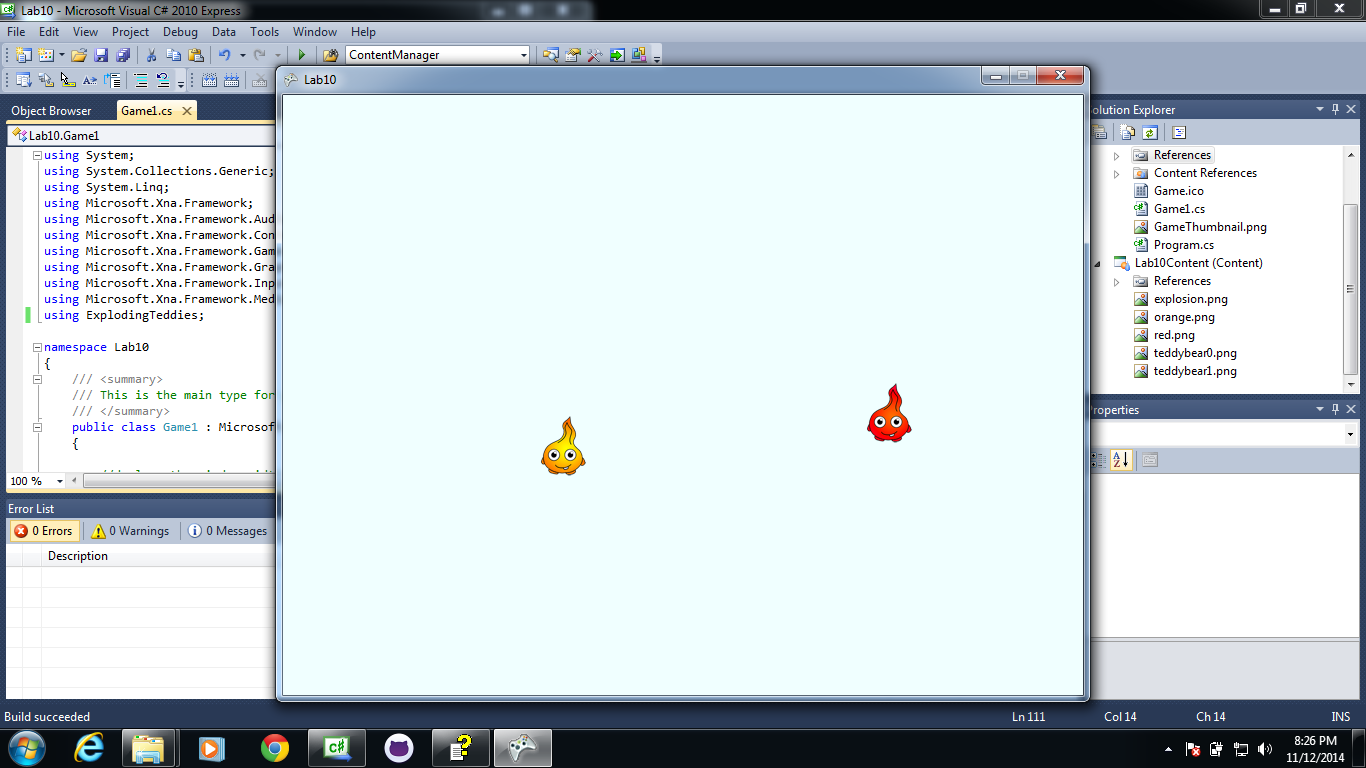 Lab10 - Microsoft Visual C# 2010 Express
File Edit View Project Debug Data Tools Window Help
ContentManager
Lab10
Object Browser
Game1.cs
Lab10.Game1
using System;
using System.Collections.Generic;
using System.Linq;
using Microsoft.Xna.Framework;
using Microsoft.Xna.Framework.Aud
using Microsoft.Xna.Framework.Con
using Microsoft.Xna.Framework.Gam
using Microsoft.Xna.Framework.Gra
using Microsoft.Xna.Framework.Inp
using Microsoft.Xna.Framework.Med
using ExplodingTeddies;
namespace Lab10
{
/// <summary>
/// This is the main type for
/// </summary>
public class Game1 : Microsof
{
100 %
Error List
0 Errors
0 Warnings
0 Messages
Description
olution Explorer
References
Content References
Game.ico
Game1.cs
GameThumbnail.png
Program.cs
Lab10Content (Content)
References
explosion.png
orange.png
red.png
teddybear0.png
teddybear1.png
roperties
Build succeeded
Ln 111
Col 14
Ch 14
INS
8:26 PM
11/12/2014